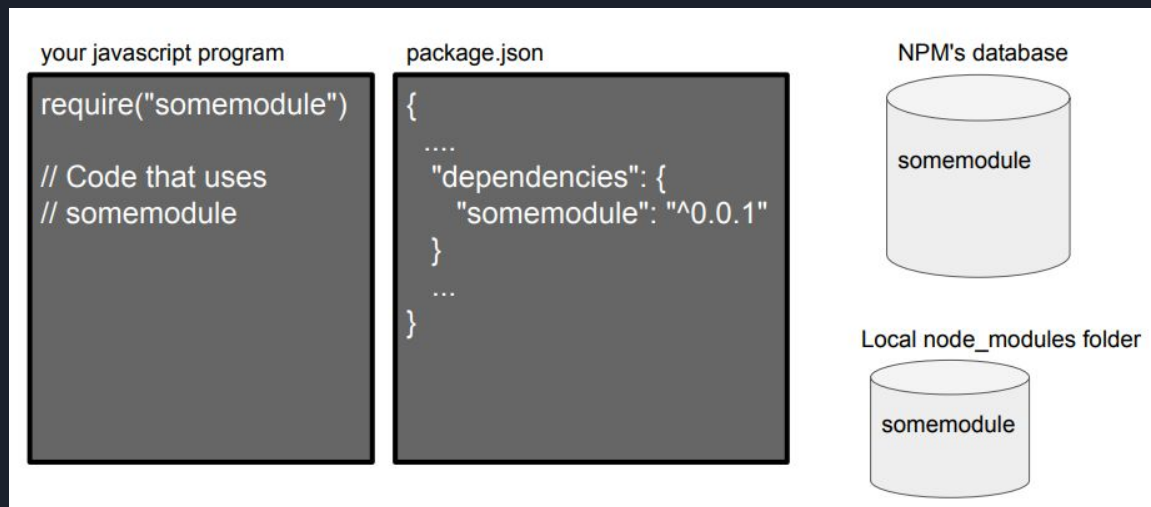 your javascript program
require("somemodule")
// Code that uses
// somemodule
package.json
{
....
"dependencies": {
"somemodule": "^0.0.1"
}
...
}
NPM's database
somemodule
Local node_modules folder
somemodule